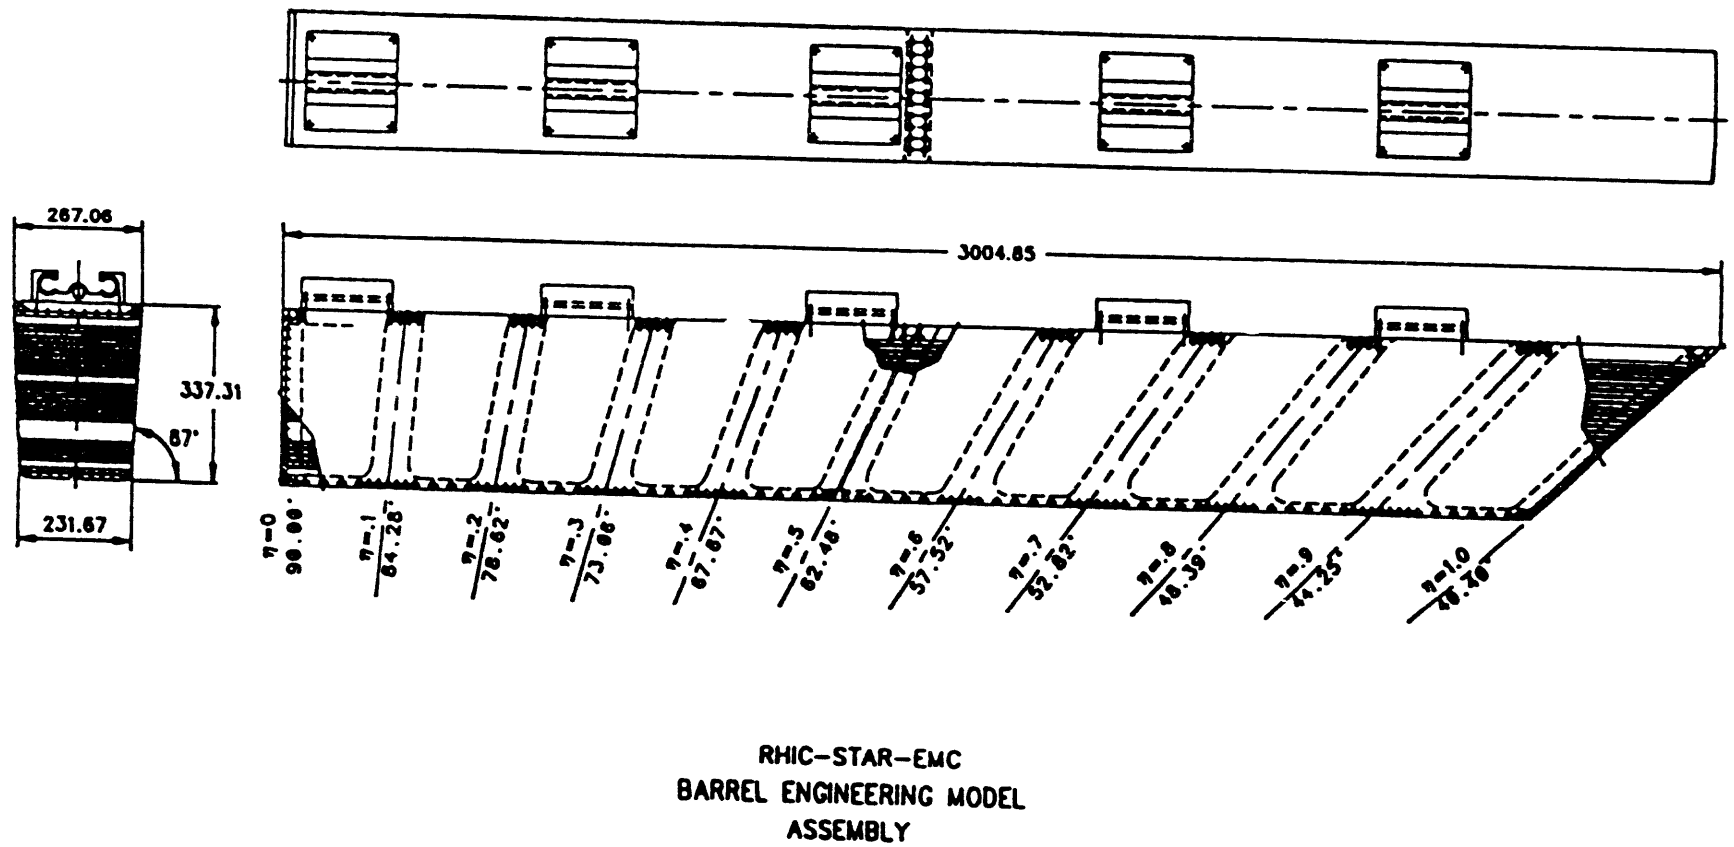 267.06
3004.85
337.31
87°
231.67
η=0
90.00°
η=.1
84.28°
η=.2
78.62°
η=.3
73.06°
η=.4
67.67°
η=.5
62.48°
η=.6
57.52°
η=.7
52.82°
η=.8
48.39°
η=.9
44.25°
η=1.0
40.40°
RHIC-STAR-EMC
BARREL ENGINEERING MODEL
ASSEMBLY